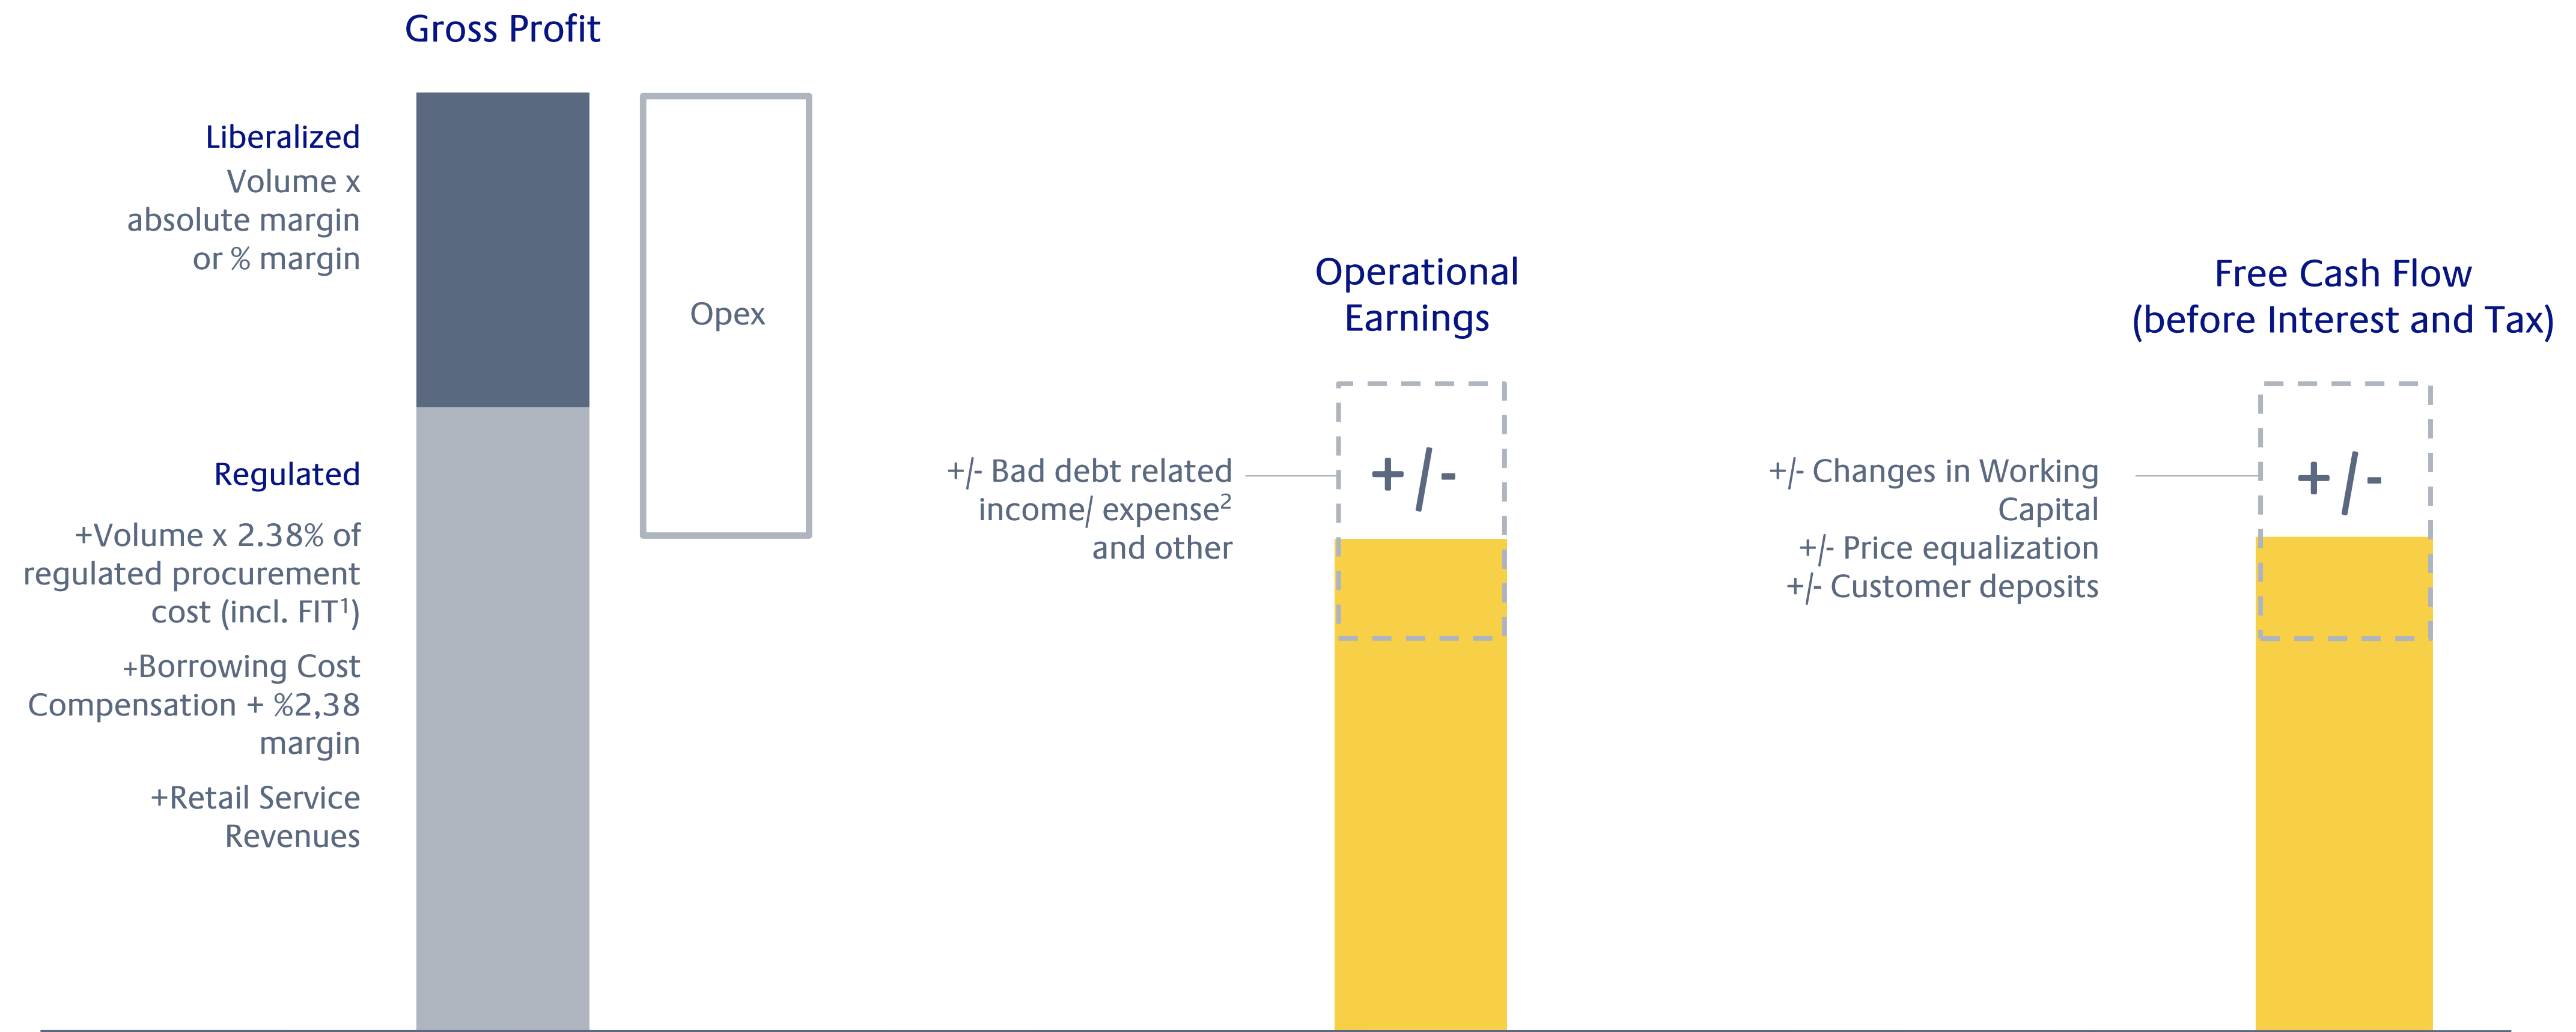 Gross Profit
Liberalized
Volume x
absolute margin
or % margin
Regulated
+Volume x 2.38% of
regulated procurement
cost (incl. FIT¹)
+Borrowing Cost
Compensation + %2,38
margin
+Retail Service
Revenues
Opex
Operational
Earnings
+/- Bad debt related
income/ expense²
and other
+/-
Free Cash Flow
(before Interest and Tax)
+/- Changes in Working
Capital
+/- Price equalization
+/- Customer deposits
+/-